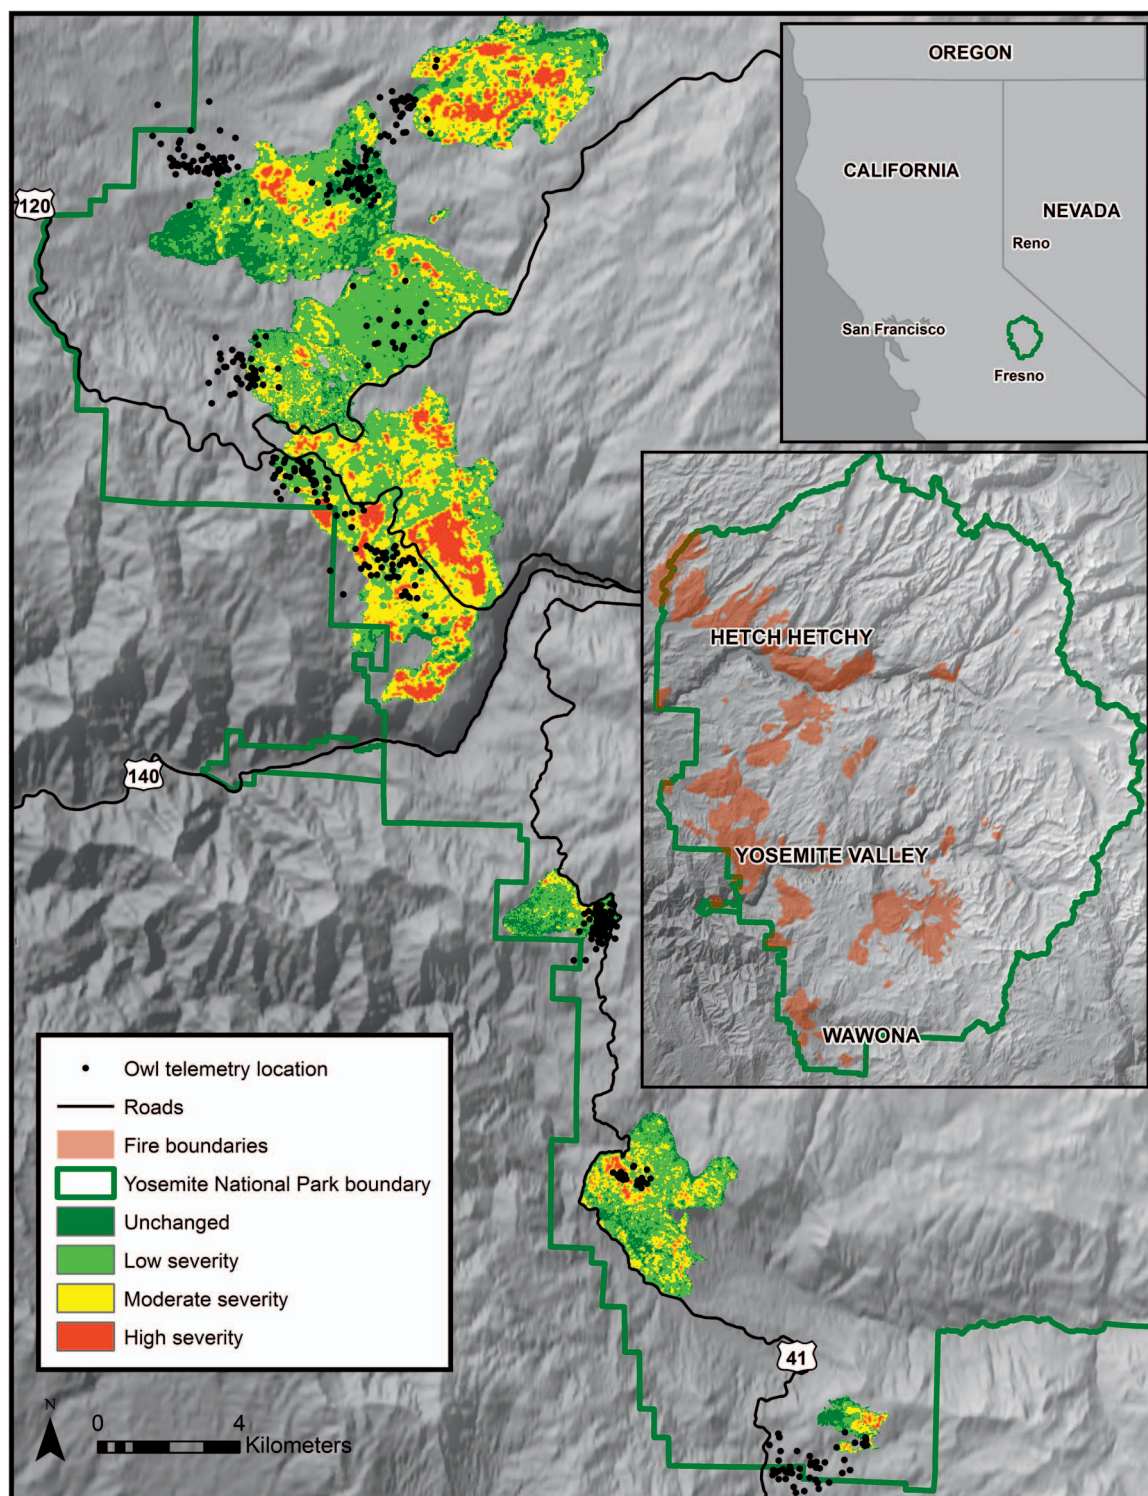 OREGON
CALIFORNIA
NEVADA
Reno
San Francisco
Fresno
120
HETCH HETCHY
YOSEMITE VALLEY
WAWONA
140
Owl telemetry location
Roads
Fire boundaries
Yosemite National Park boundary
Unchanged
Low severity
Moderate severity
High severity
41
N
0 4
Kilometers